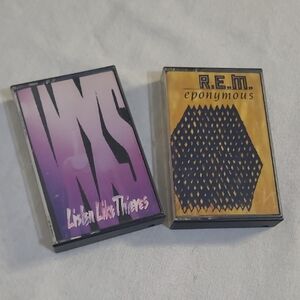 INXS
Listen Like Thieves
R.E.M.
eponymous